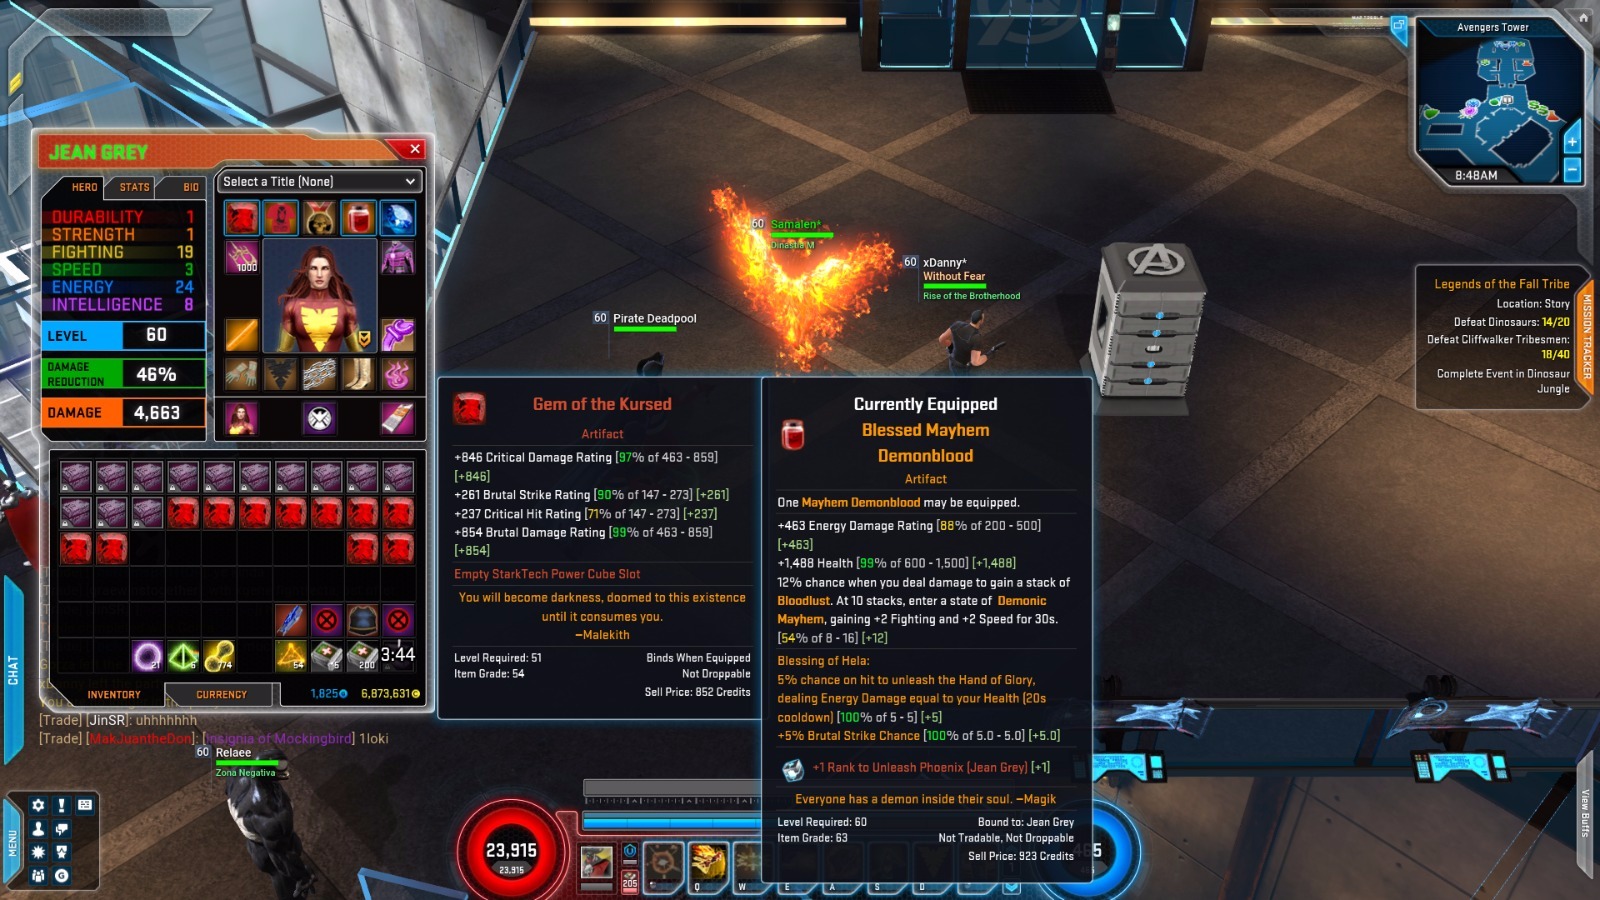 Avengers Tower
8:48AM
JEAN GREY
HERO
STATS
BIO
Select a Title (None)
DURABILITY 1
STRENGTH 1
FIGHTING 19
SPEED 3
ENERGY 24
INTELLIGENCE 8
LEVEL 60
DAMAGE REDUCTION 46%
DAMAGE 4,663
1000
60 Samalen*
Dinastia M
60 xDanny*
Without Fear
Rise of the Brotherhood
60 Pirate Deadpool
Legends of the Fall Tribe
Location: Story
Defeat Dinosaurs: 14/20
Defeat Cliffwalker Tribesmen:
18/40
Complete Event in Dinosaur
Jungle
MISSION TRACKER
Gem of the Kursed
Artifact
+846 Critical Damage Rating [97% of 463 - 859]
[+846]
+261 Brutal Strike Rating [90% of 147 - 273] [+261]
+237 Critical Hit Rating [71% of 147 - 273] [+237]
+854 Brutal Damage Rating [99% of 463 - 859]
[+854]
Empty StarkTech Power Cube Slot
You will become darkness, doomed to this existence
until it consumes you.
—Malekith
Level Required: 51
Binds When Equipped
Item Grade: 54
Not Droppable
Sell Price: 852 Credits
Currently Equipped
Blessed Mayhem
Demonblood
Artifact
One Mayhem Demonblood may be equipped.
+463 Energy Damage Rating [88% of 200 - 500]
[+463]
+1,488 Health [99% of 600 - 1,500] [+1,488]
12% chance when you deal damage to gain a stack of
Bloodlust. At 10 stacks, enter a state of Demonic
Mayhem, gaining +2 Fighting and +2 Speed for 30s.
[54% of 8 - 16] [+12]
Blessing of Hela:
5% chance on hit to unleash the Hand of Glory,
dealing Energy Damage equal to your Health (20s
cooldown) [100% of 5 - 5] [+5]
+5% Brutal Strike Chance [100% of 5.0 - 5.0] [+5.0]
+1 Rank to Unleash Phoenix (Jean Grey) [+1]
Everyone has a demon inside their soul. —Magik
Level Required: 60
Bound to: Jean Grey
Item Grade: 63
Not Tradable, Not Droppable
Sell Price: 923 Credits
21
6
774
54
200
3:44
INVENTORY
CURRENCY
1,825
6,873,631
CHAT
[Trade] [JinSR]: uhhhhhhh
[Trade] [MakJuantheDon]: [Insignia of Mockingbird] 1loki
60 Relaee
Zona Negativa
MENU
23,915
23,915
205
Q
W
E
A
S
D
View Buffs